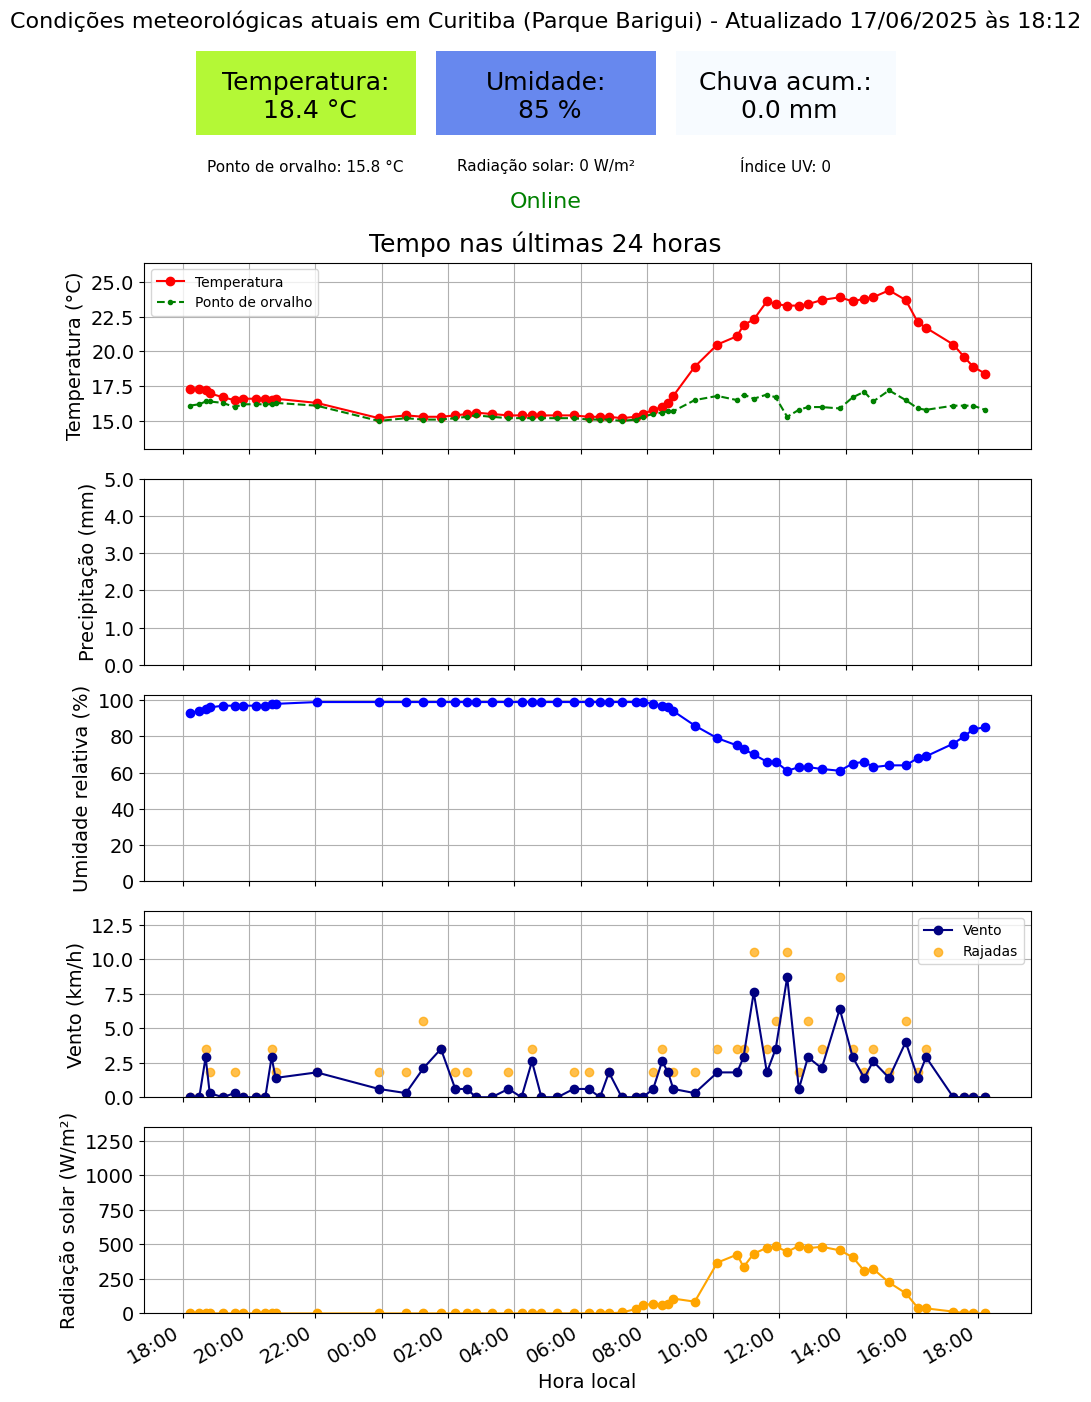 Condições meteorológicas atuais em Curitiba (Parque Barigui) - Atualizado 17/06/2025 às 18:12
Temperatura:
18.4 °C
Umidade:
85 %
Chuva acum.:
0.0 mm
Ponto de orvalho: 15.8 °C
Radiação solar: 0 W/m²
Índice UV: 0
Online
Tempo nas últimas 24 horas
Temperatura (°C)
25.0
22.5
20.0
17.5
15.0
Temperatura
Ponto de orvalho
Precipitação (mm)
5.0
4.0
3.0
2.0
1.0
0.0
Umidade relativa (%)
100
80
60
40
20
0
Vento (km/h)
12.5
10.0
7.5
5.0
2.5
0.0
Vento
Rajadas
Radiação solar (W/m²)
1250
1000
750
500
250
0
18:00
20:00
22:00
00:00
02:00
04:00
06:00
08:00
10:00
12:00
14:00
16:00
18:00
Hora local